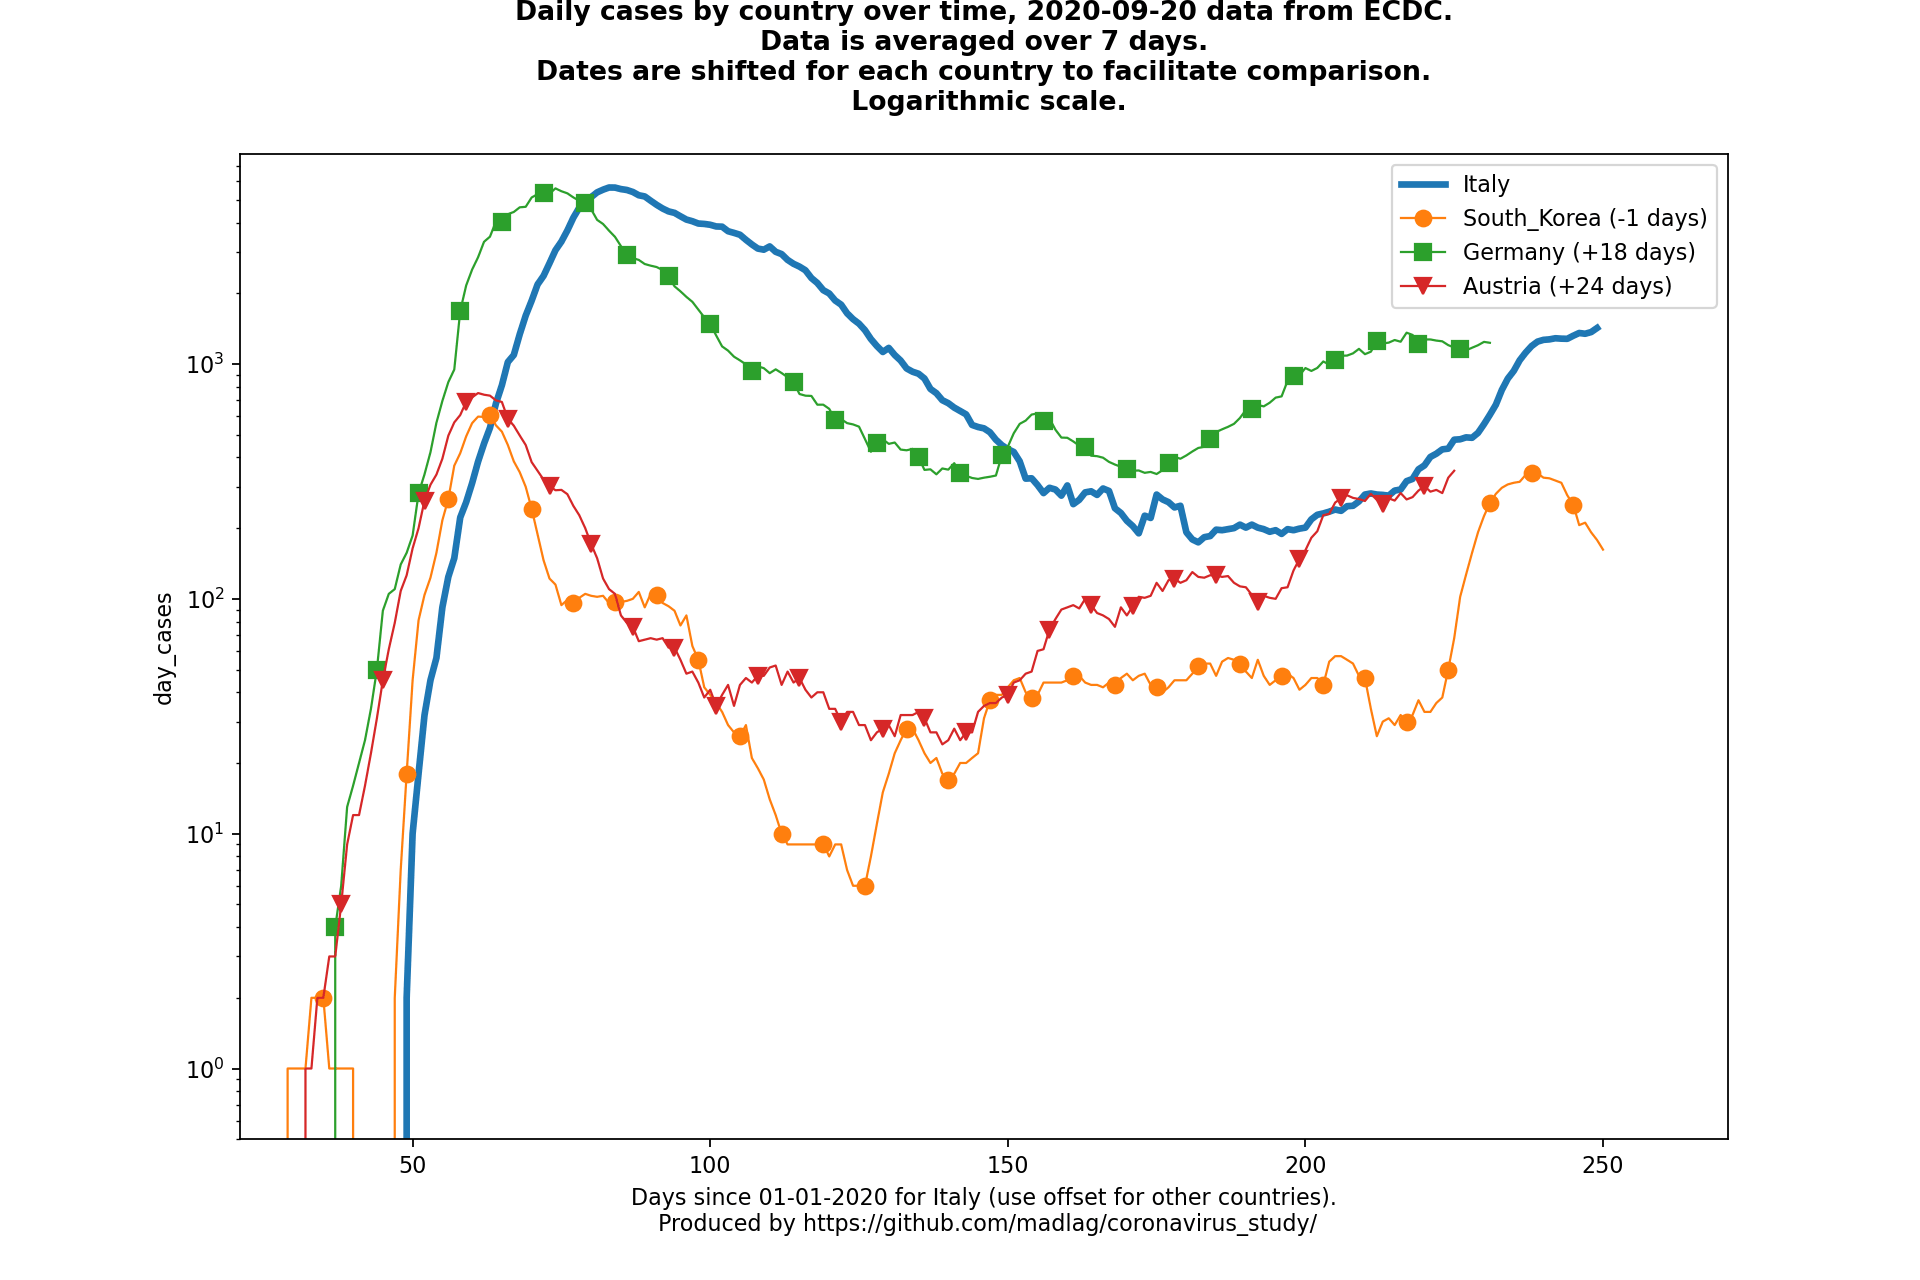 Daily cases by country over time, 2020-09-20 data from ECDC.
Data is averaged over 7 days.
Dates are shifted for each country to facilitate comparison.
Logarithmic scale.
Italy
South_Korea (-1 days)
Germany (+18 days)
Austria (+24 days)
day_cases
10³
10²
10¹
10⁰
50 100 150 200 250
Days since 01-01-2020 for Italy (use offset for other countries).
Produced by https://github.com/madlag/coronavirus_study/